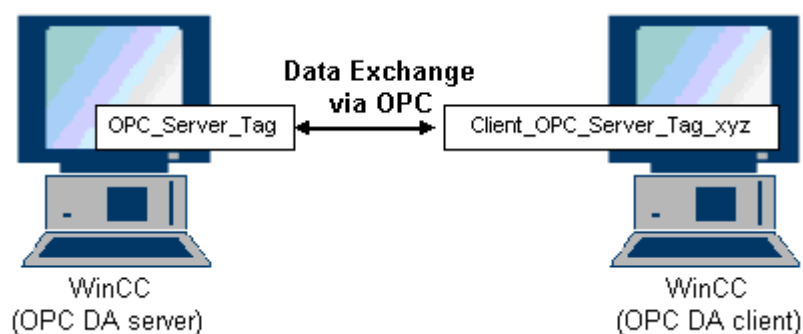 Data Exchange
via OPC
OPC_Server_Tag
Client_OPC_Server_Tag_xyz
WinCC
(OPC DA server)
WinCC
(OPC DA client)